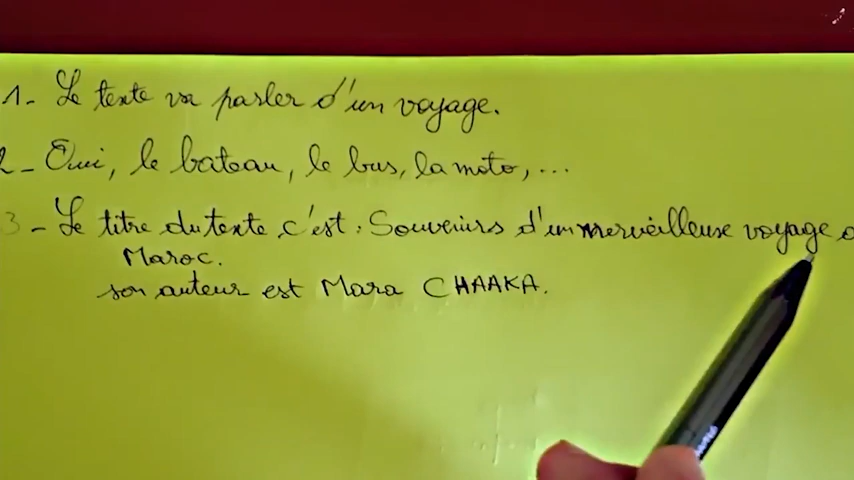 1- Le texte va parler d'un voyage.
2- Oui, le bateau, le bus, la moto, ...
3- Le titre du texte c'est : Souvenirs d'un merveilleuse voyage
Maroc.
son auteur est Mara CHAAKA.